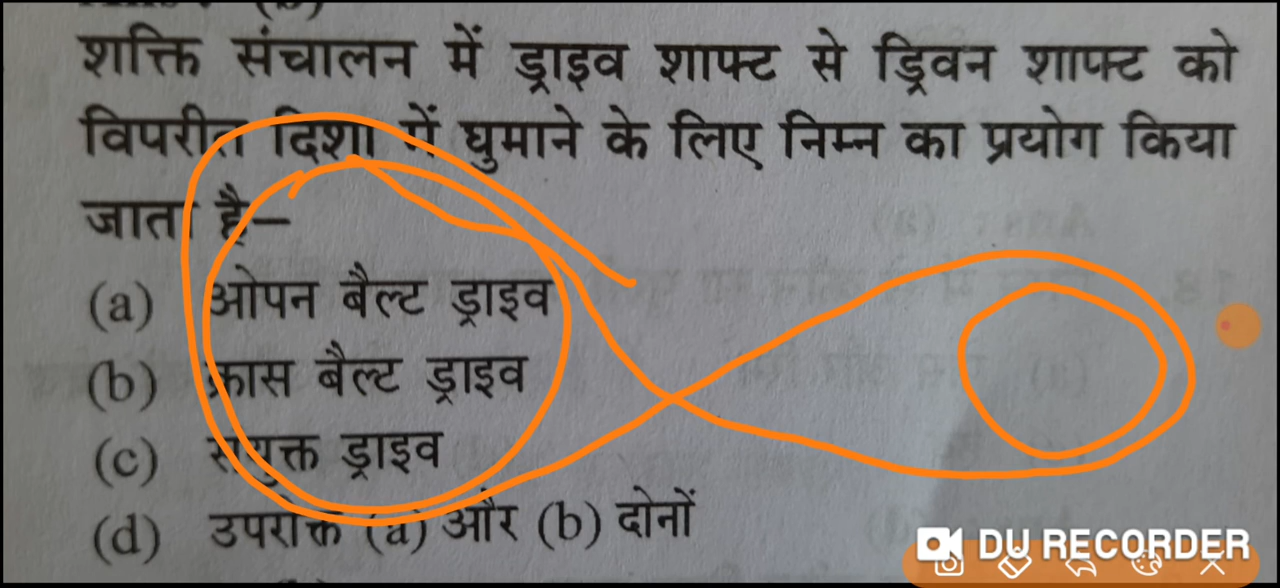 शक्ति संचालन में ड्राइव शाफ्ट से ड्रिवन शाफ्ट को
विपरीत दिशा में घुमाने के लिए निम्न का प्रयोग किया
जाता है–
(a) ओपन बैल्ट ड्राइव
(b) क्रास बैल्ट ड्राइव
(c) संयुक्त ड्राइव
(d) उपरोक्त (a) और (b) दोनों
DU RECORDER